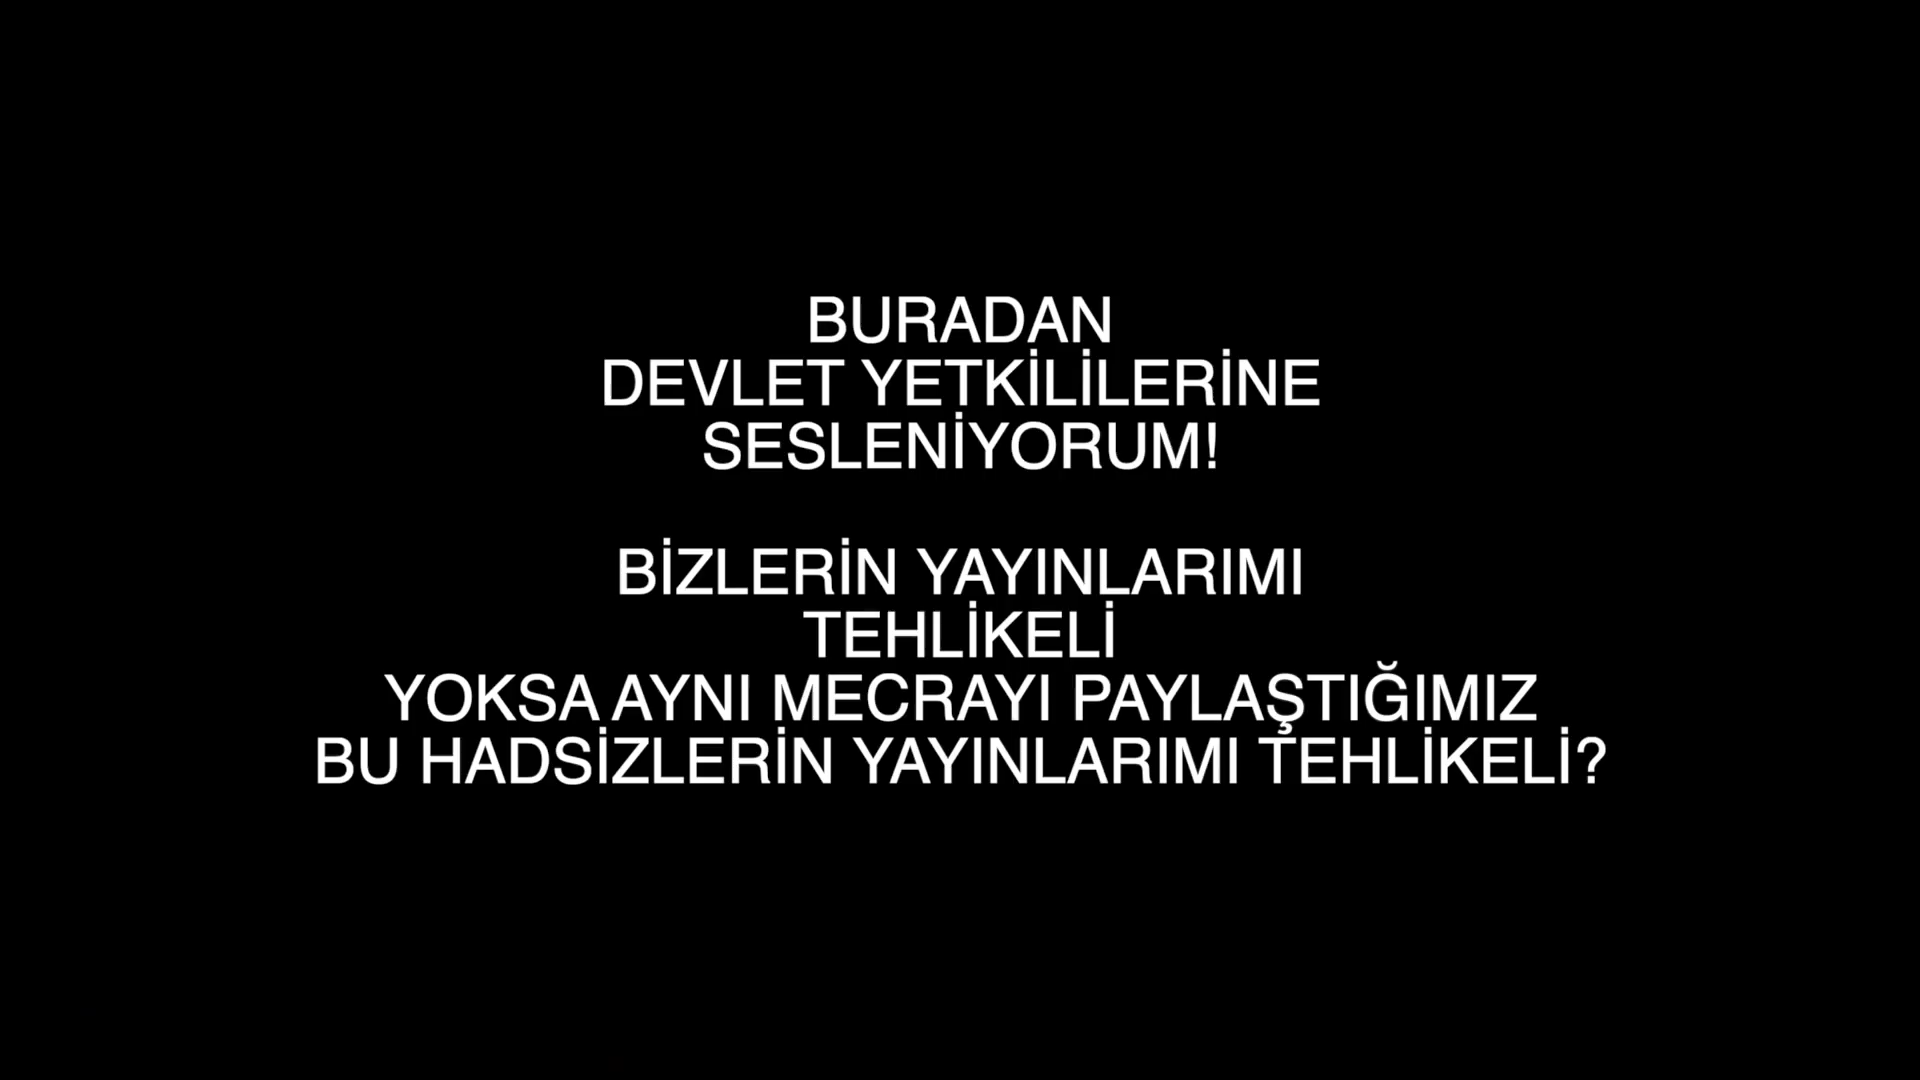 BURADAN
DEVLET YETKİLİLERİNE
SESLENİYORUM!
BİZLERİN YAYINLARIMI
TEHLİKELİ
YOKSA AYNI MECRAYI PAYLAŞTIĞIMIZ
BU HADSİZLERİN YAYINLARIMI TEHLİKELİ?